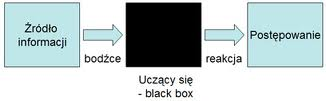 Źródło
informacji
bodźce
Uczący się
- black box
reakcja
Postępowanie